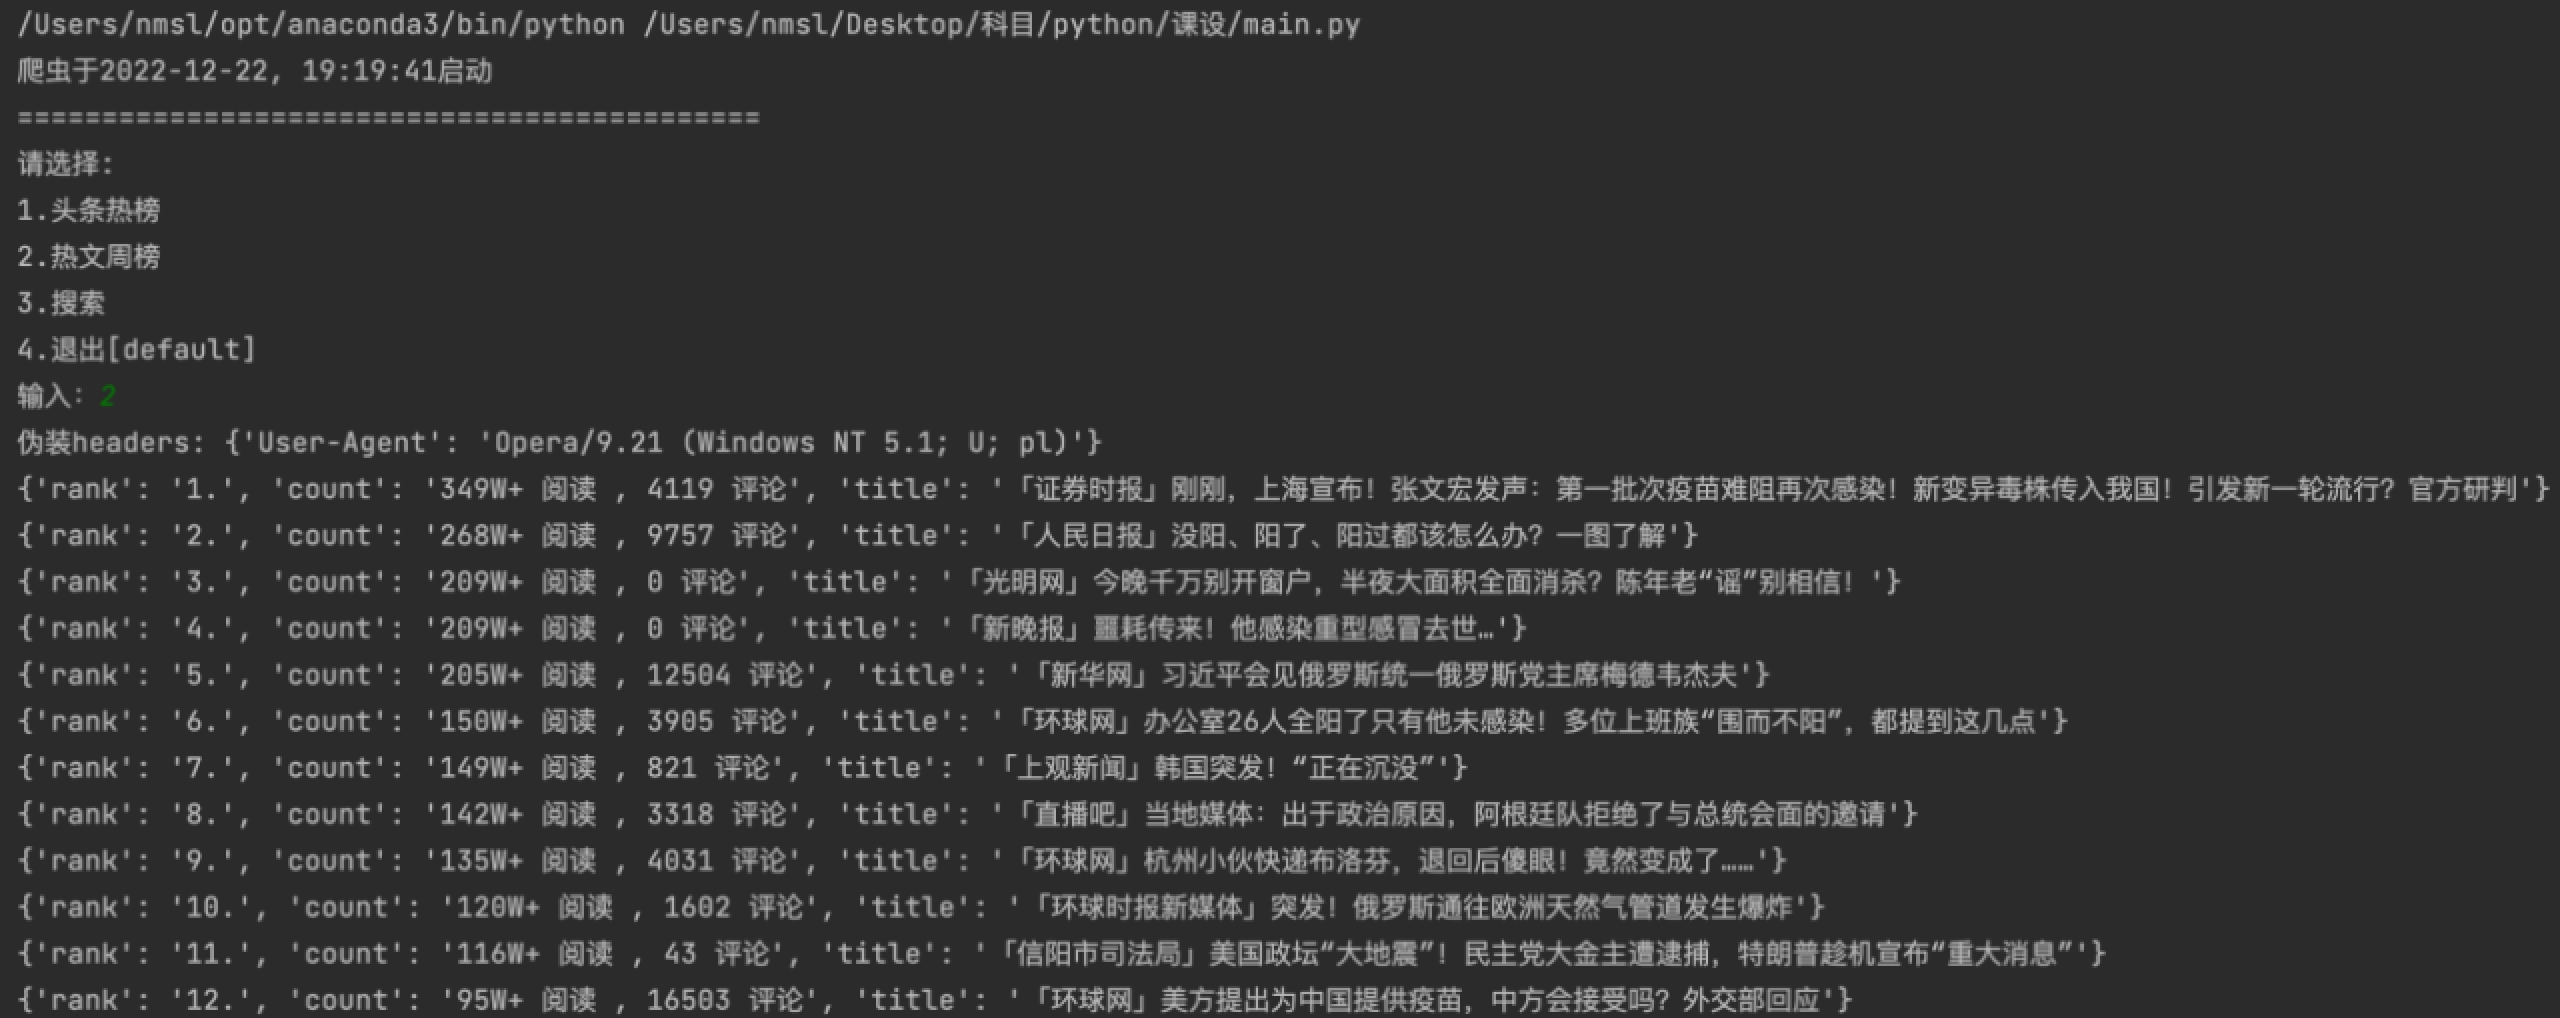 /Users/nmsl/opt/anaconda3/bin/python /Users/nmsl/Desktop/科目/python/课设/main.py
爬虫于2022-12-22, 19:19:41启动
============================================
请选择:
1.头条热榜
2.热文周榜
3.搜索
4.退出[default]
输入: 2
伪装headers: {'User-Agent': 'Opera/9.21 (Windows NT 5.1; U; pl)'}
{'rank': '1.', 'count': '349W+ 阅读 , 4119 评论', 'title': '「证券时报」刚刚，上海宣布！张文宏发声：第一批次疫苗难阻再次感染！新变异毒株传入我国！引发新一轮流行？官方研判'}
{'rank': '2.', 'count': '268W+ 阅读 , 9757 评论', 'title': '「人民日报」没阳、阳了、阳过都该怎么办？一图了解'}
{'rank': '3.', 'count': '209W+ 阅读 , 0 评论', 'title': '「光明网」今晚千万别开窗户，半夜大面积全面消杀？陈年老“谣”别相信！'}
{'rank': '4.', 'count': '209W+ 阅读 , 0 评论', 'title': '「新晚报」噩耗传来！他感染重型感冒去世…'}
{'rank': '5.', 'count': '205W+ 阅读 , 12504 评论', 'title': '「新华网」习近平会见俄罗斯统一俄罗斯党主席梅德韦杰夫'}
{'rank': '6.', 'count': '150W+ 阅读 , 3905 评论', 'title': '「环球网」办公室26人全阳了只有他未感染！多位上班族“围而不阳”，都提到这几点'}
{'rank': '7.', 'count': '149W+ 阅读 , 821 评论', 'title': '「上观新闻」韩国突发！“正在沉没”'}
{'rank': '8.', 'count': '142W+ 阅读 , 3318 评论', 'title': '「直播吧」当地媒体：出于政治原因，阿根廷队拒绝了与总统会面的邀请'}
{'rank': '9.', 'count': '135W+ 阅读 , 4031 评论', 'title': '「环球网」杭州小伙快递布洛芬，退回后傻眼！竟然变成了……'}
{'rank': '10.', 'count': '120W+ 阅读 , 1602 评论', 'title': '「环球时报新媒体」突发！俄罗斯通往欧洲天然气管道发生爆炸'}
{'rank': '11.', 'count': '116W+ 阅读 , 43 评论', 'title': '「信阳市司法局」美国政坛“大地震”！民主党大金主遭逮捕，特朗普趁机宣布“重大消息”'}
{'rank': '12.', 'count': '95W+ 阅读 , 16503 评论', 'title': '「环球网」美方提出为中国提供疫苗，中方会接受吗？外交部回应'}